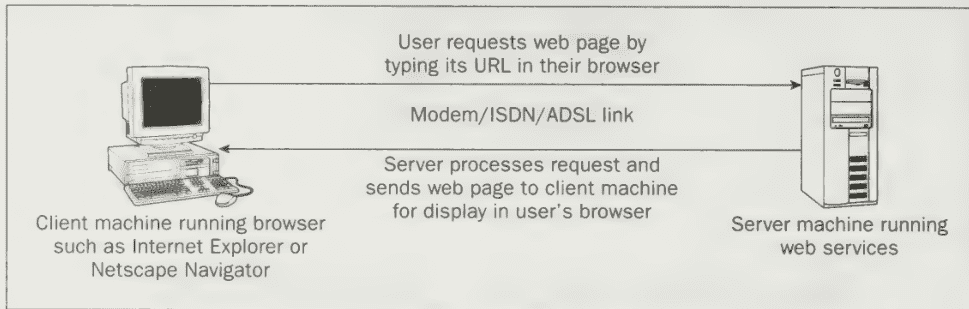 User requests web page by
typing its URL in their browser
Modem/ISDN/ADSL link
Server processes request and
sends web page to client machine
for display in user's browser
Client machine running browser
such as Internet Explorer or
Netscape Navigator
Server machine running
web services